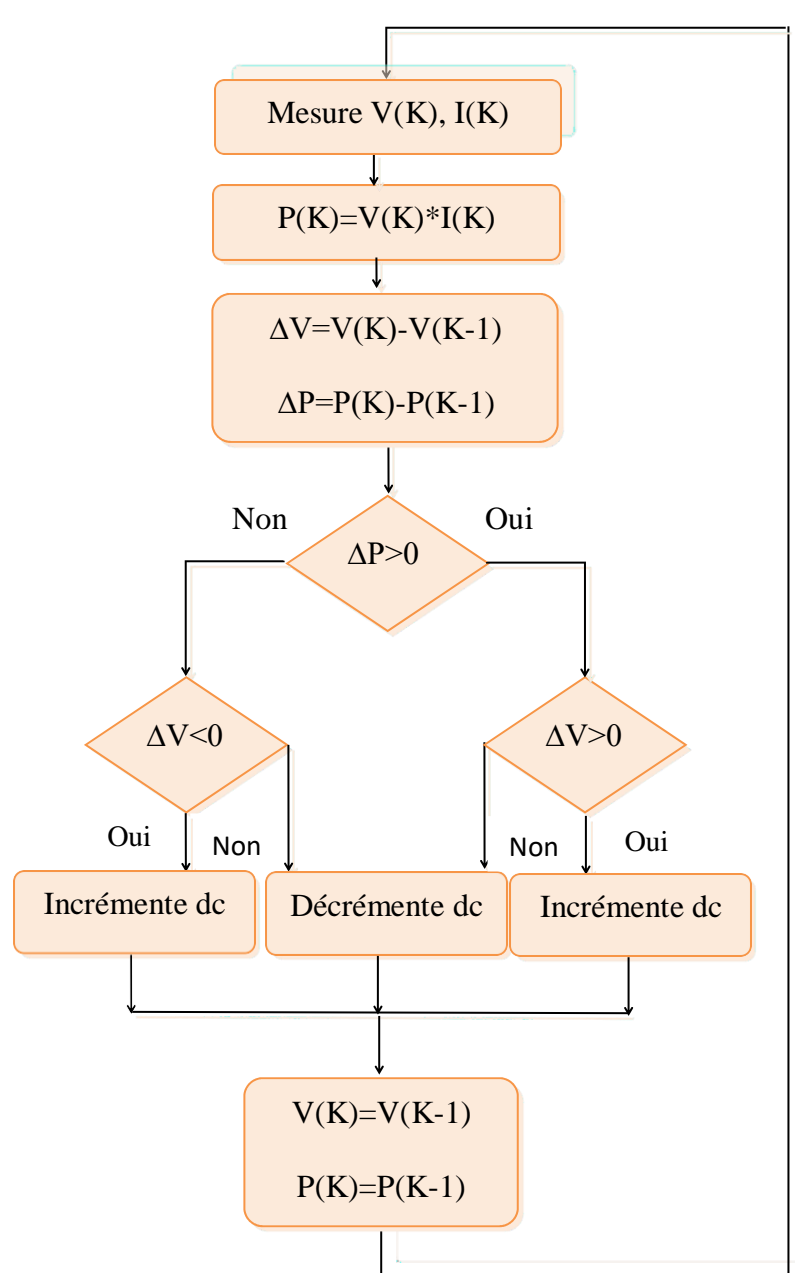 Mesure V(K), I(K)
P(K)=V(K)*I(K)
ΔV=V(K)-V(K-1)
ΔP=P(K)-P(K-1)
Non
Oui
ΔP>0
ΔV<0
ΔV>0
Oui
Non
Non
Oui
Incrémente dc
Décrémente dc
Incrémente dc
V(K)=V(K-1)
P(K)=P(K-1)